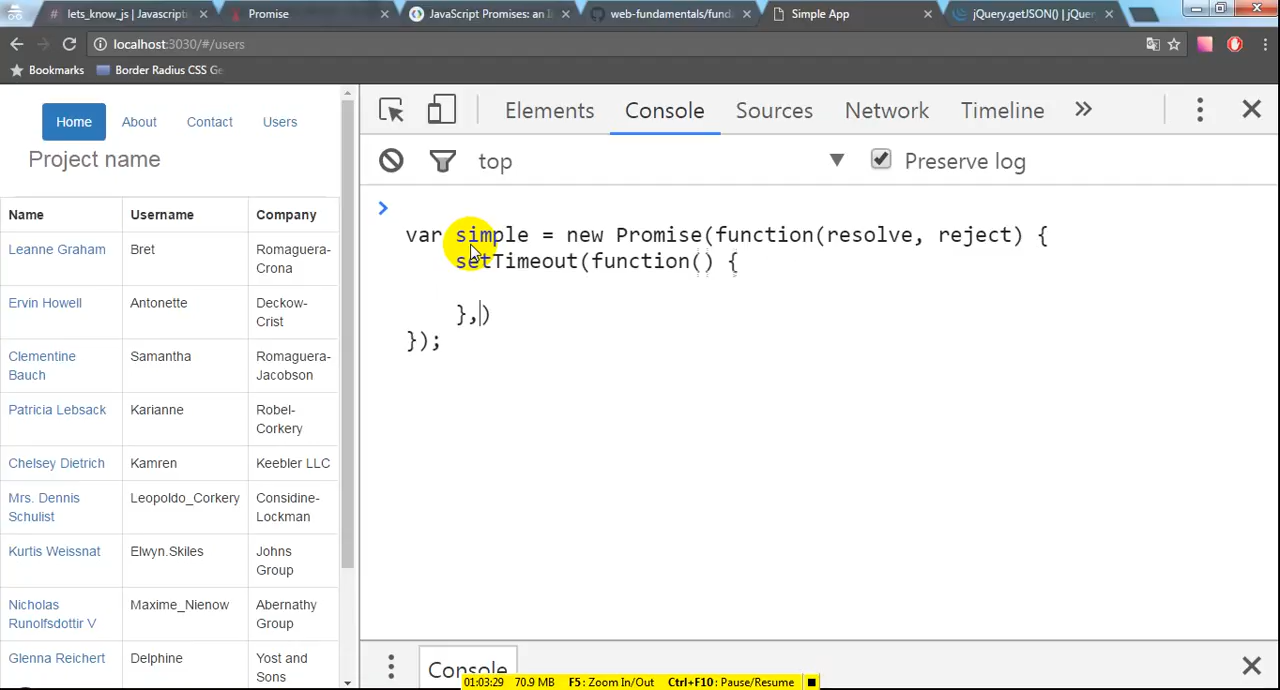 # lets_know_js | Javascript
Promise
JavaScript Promises: an I
web-fundamentals/fund
Simple App
jQuery.getJSON() | jQuer
localhost:3030/#/users
Bookmarks
Border Radius CSS Ge
Home
About
Contact
Users
Project name
Name Username Company
Leanne Graham Bret Romaguera-
Crona
Ervin Howell Antonette Deckow-
Crist
Clementine Samantha Romaguera-
Bauch Jacobson
Patricia Lebsack Karianne Robel-
Corkery
Chelsey Dietrich Kamren Keebler LLC
Mrs. Dennis Leopoldo_Corkery Considine-
Schulist Lockman
Kurtis Weissnat Elwyn.Skiles Johns
Group
Nicholas Maxime_Nienow Abernathy
Runolfsdottir V Group
Glenna Reichert Delphine Yost and
Sons
Elements Console Sources Network Timeline »
top
Preserve log
var simple = new Promise(function(resolve, reject) {
setTimeout(function() {
},)
});
Console
01:03:29 70.9 MB F5: Zoom In/Out Ctrl+F10: Pause/Resume